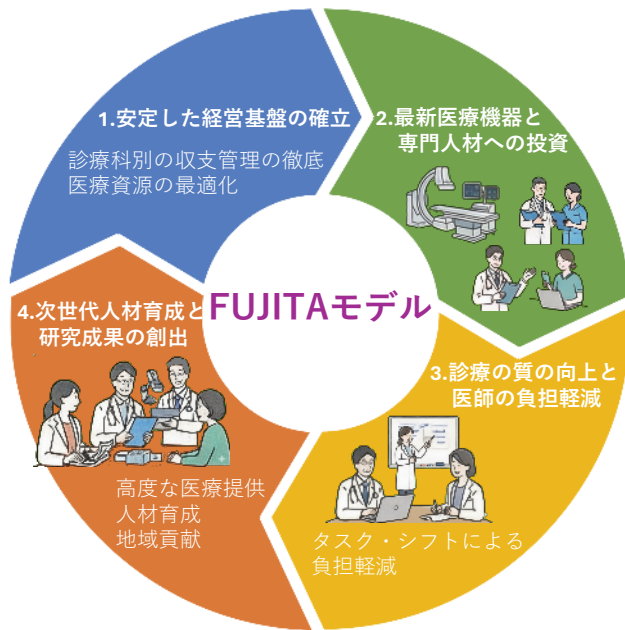 1.安定した経営基盤の確立
診療科別の収支管理の徹底
医療資源の最適化
2.最新医療機器と
専門人材への投資
3.診療の質の向上と
医師の負担軽減
タスク・シフトによる
負担軽減
4.次世代人材育成と
研究成果の創出
高度な医療提供
人材育成
地域貢献
FUJITAモデル